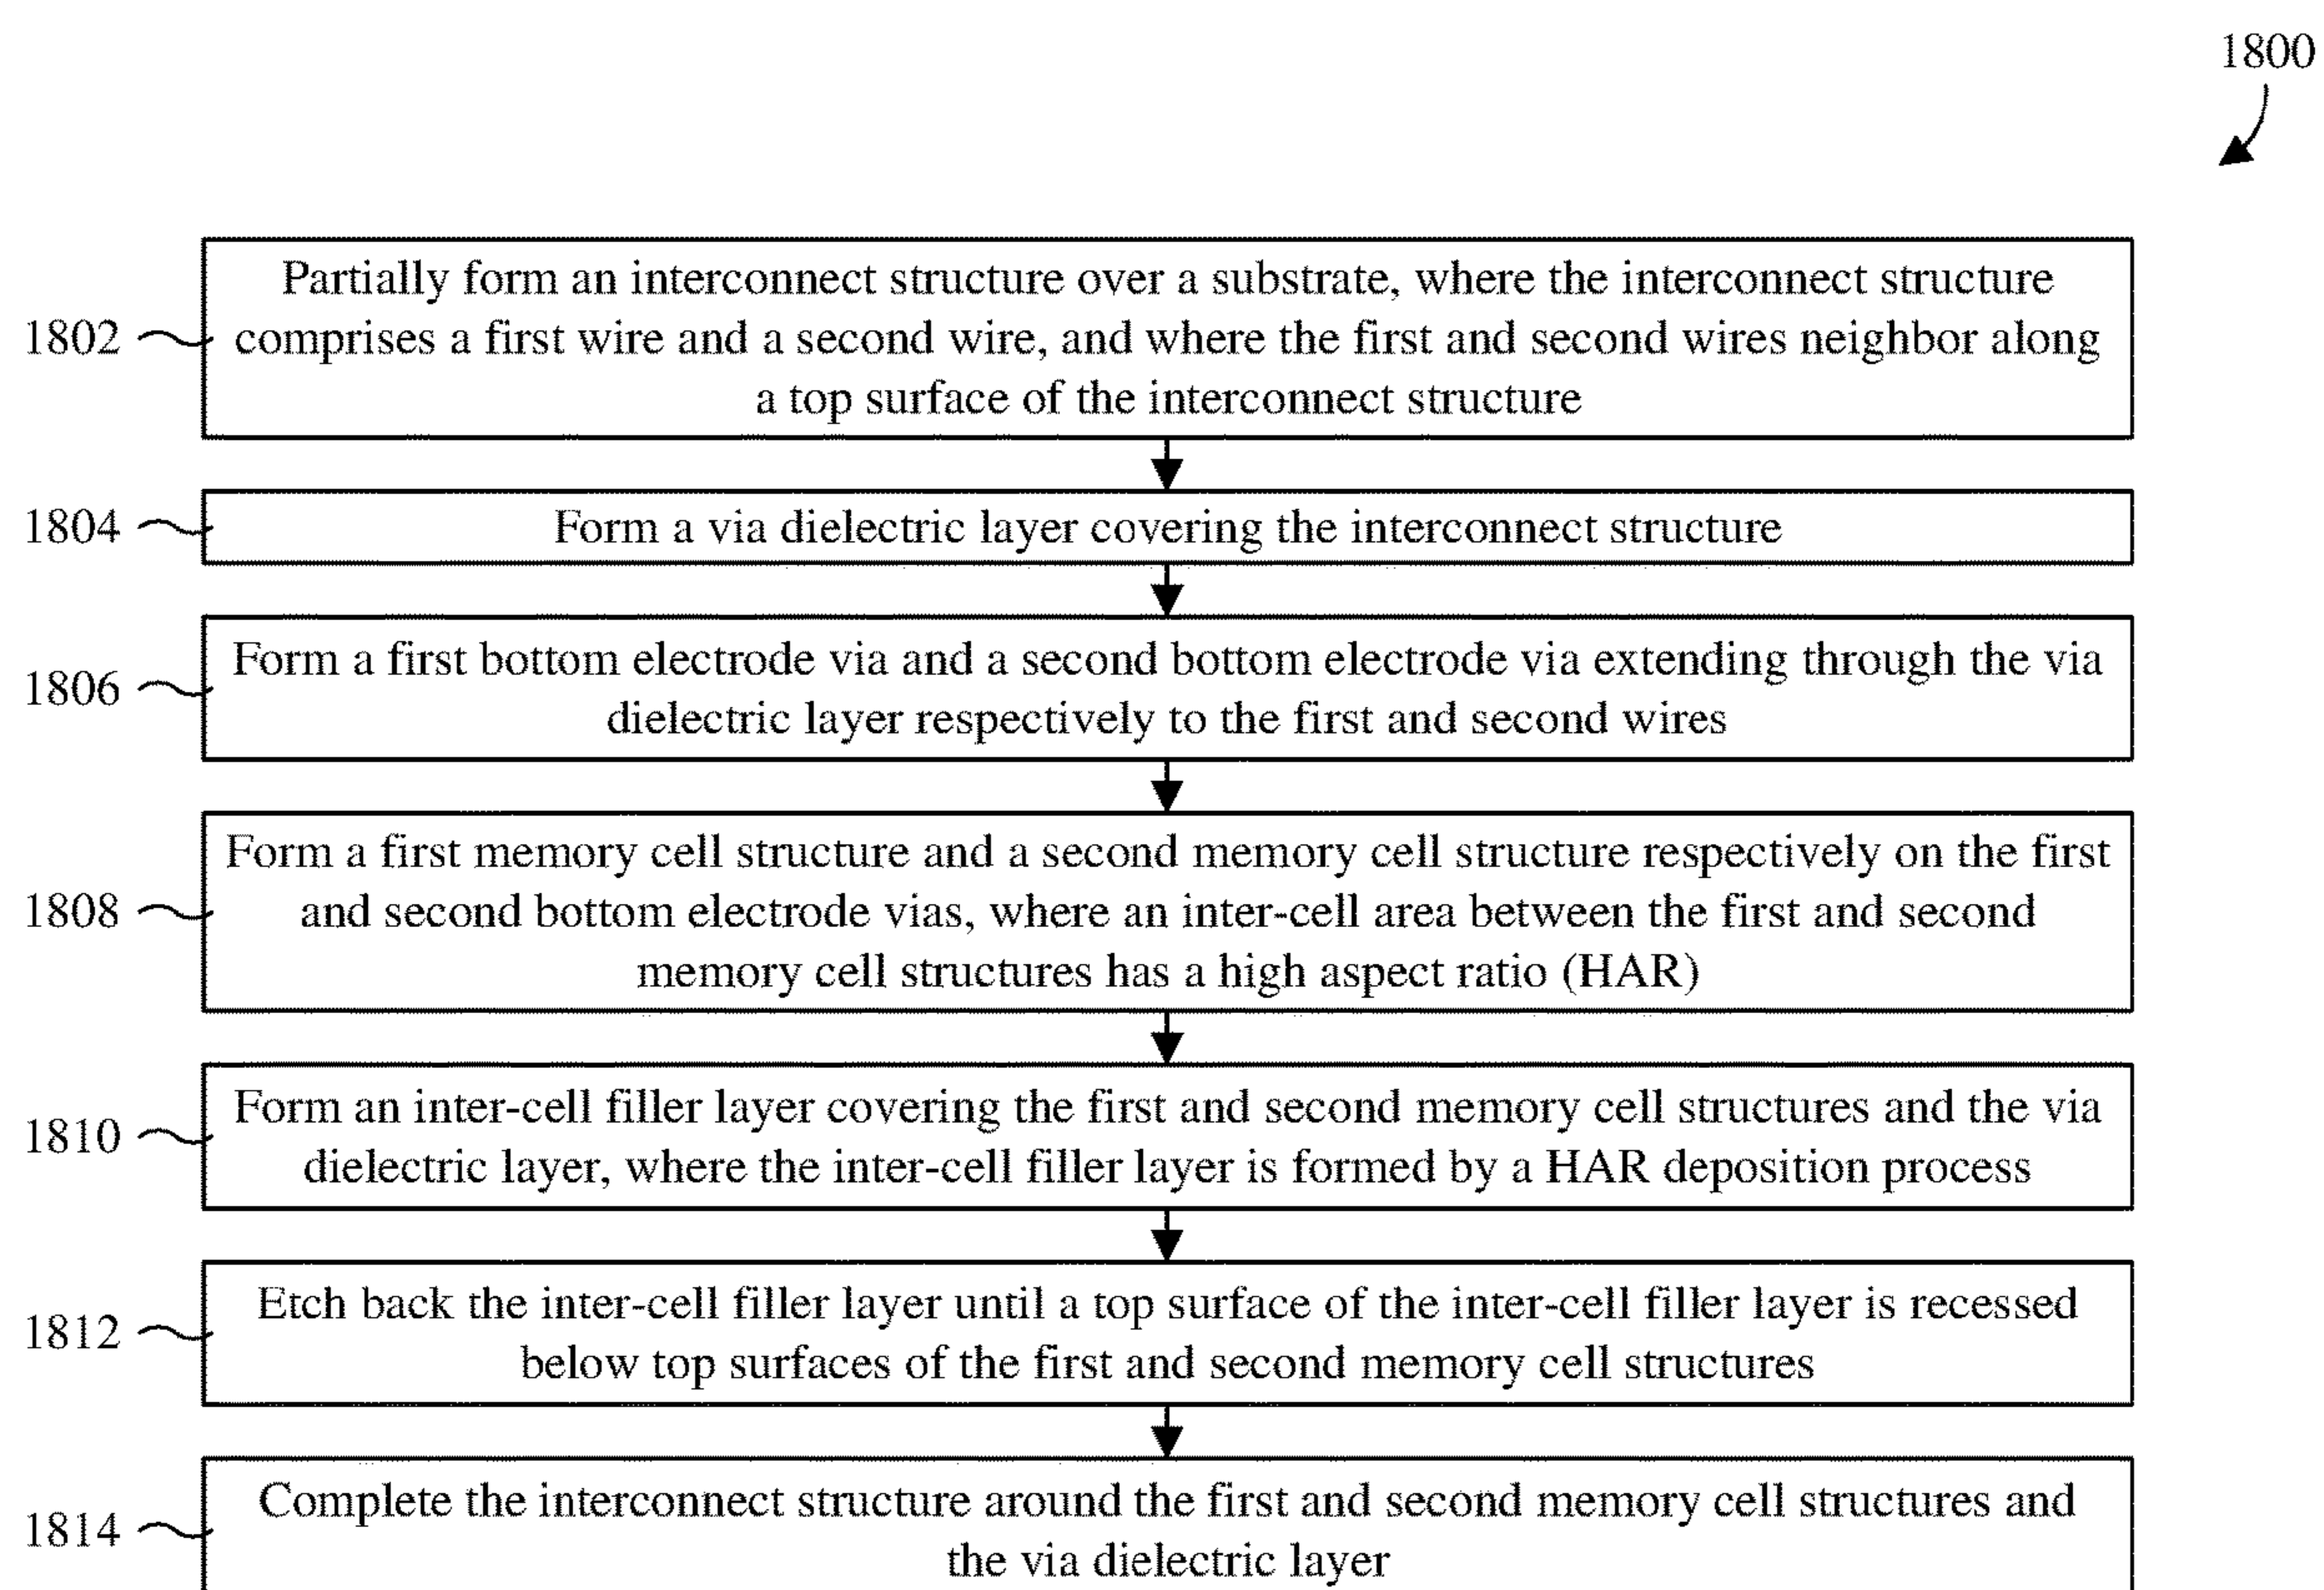 1800
1802
Partially form an interconnect structure over a substrate, where the interconnect structure
comprises a first wire and a second wire, and where the first and second wires neighbor along
a top surface of the interconnect structure
1804
Form a via dielectric layer covering the interconnect structure
1806
Form a first bottom electrode via and a second bottom electrode via extending through the via
dielectric layer respectively to the first and second wires
1808
Form a first memory cell structure and a second memory cell structure respectively on the first
and second bottom electrode vias, where an inter-cell area between the first and second
memory cell structures has a high aspect ratio (HAR)
1810
Form an inter-cell filler layer covering the first and second memory cell structures and the via
dielectric layer, where the inter-cell filler layer is formed by a HAR deposition process
1812
Etch back the inter-cell filler layer until a top surface of the inter-cell filler layer is recessed
below top surfaces of the first and second memory cell structures
1814
Complete the interconnect structure around the first and second memory cell structures and
the via dielectric layer